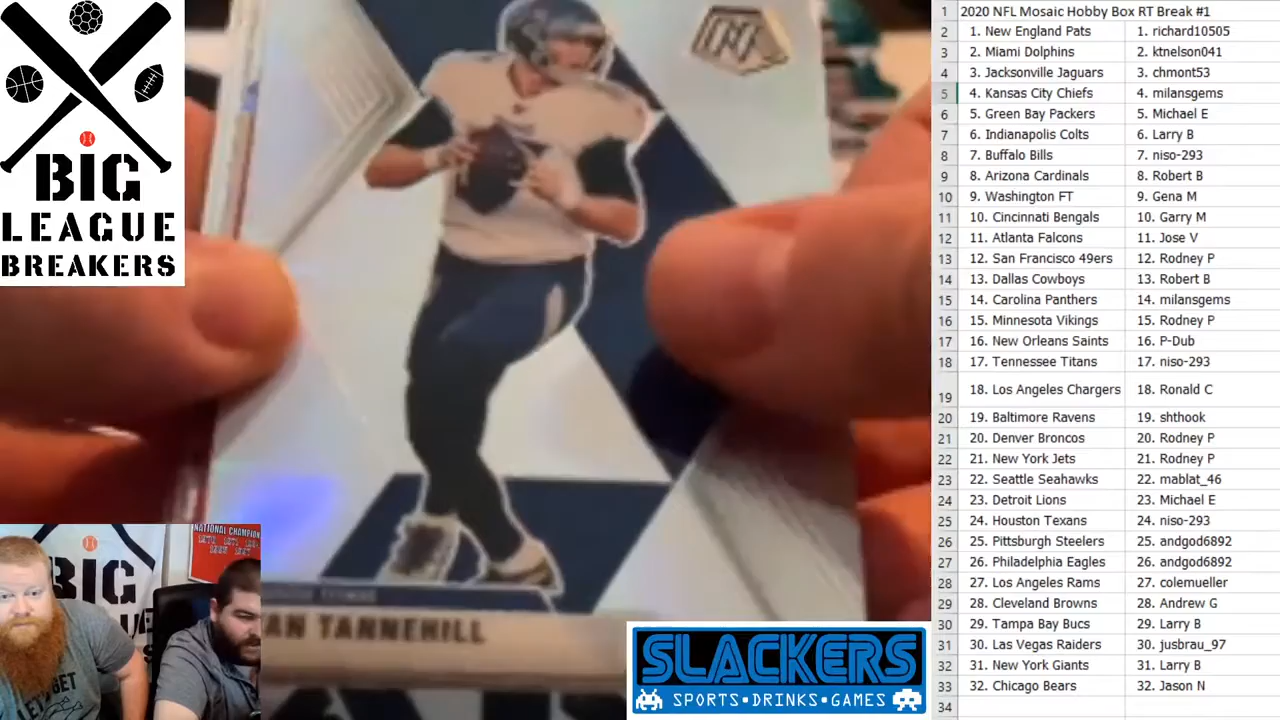 BIG
LEAGUE
BREAKERS
AN TANNEHILL
NATIONAL CHAMPION
BIG
SLACKERS
SPORTS•DRINKS•GAMES
1 2020 NFL Mosaic Hobby Box RT Break #1
2 1. New England Pats 1. richard10505
3 2. Miami Dolphins 2. ktnelson041
4 3. Jacksonville Jaguars 3. chmont53
5 4. Kansas City Chiefs 4. milansgems
6 5. Green Bay Packers 5. Michael E
7 6. Indianapolis Colts 6. Larry B
8 7. Buffalo Bills 7. niso-293
9 8. Arizona Cardinals 8. Robert B
10 9. Washington FT 9. Gena M
11 10. Cincinnati Bengals 10. Garry M
12 11. Atlanta Falcons 11. Jose V
13 12. San Francisco 49ers 12. Rodney P
14 13. Dallas Cowboys 13. Robert B
15 14. Carolina Panthers 14. milansgems
16 15. Minnesota Vikings 15. Rodney P
17 16. New Orleans Saints 16. P-Dub
18 17. Tennessee Titans 17. niso-293
19 18. Los Angeles Chargers 18. Ronald C
20 19. Baltimore Ravens 19. shthook
21 20. Denver Broncos 20. Rodney P
22 21. New York Jets 21. Rodney P
23 22. Seattle Seahawks 22. mablat_46
24 23. Detroit Lions 23. Michael E
25 24. Houston Texans 24. niso-293
26 25. Pittsburgh Steelers 25. andgod6892
27 26. Philadelphia Eagles 26. andgod6892
28 27. Los Angeles Rams 27. colemueller
29 28. Cleveland Browns 28. Andrew G
30 29. Tampa Bay Bucs 29. Larry B
31 30. Las Vegas Raiders 30. jusbrau_97
32 31. New York Giants 31. Larry B
33 32. Chicago Bears 32. Jason N
34